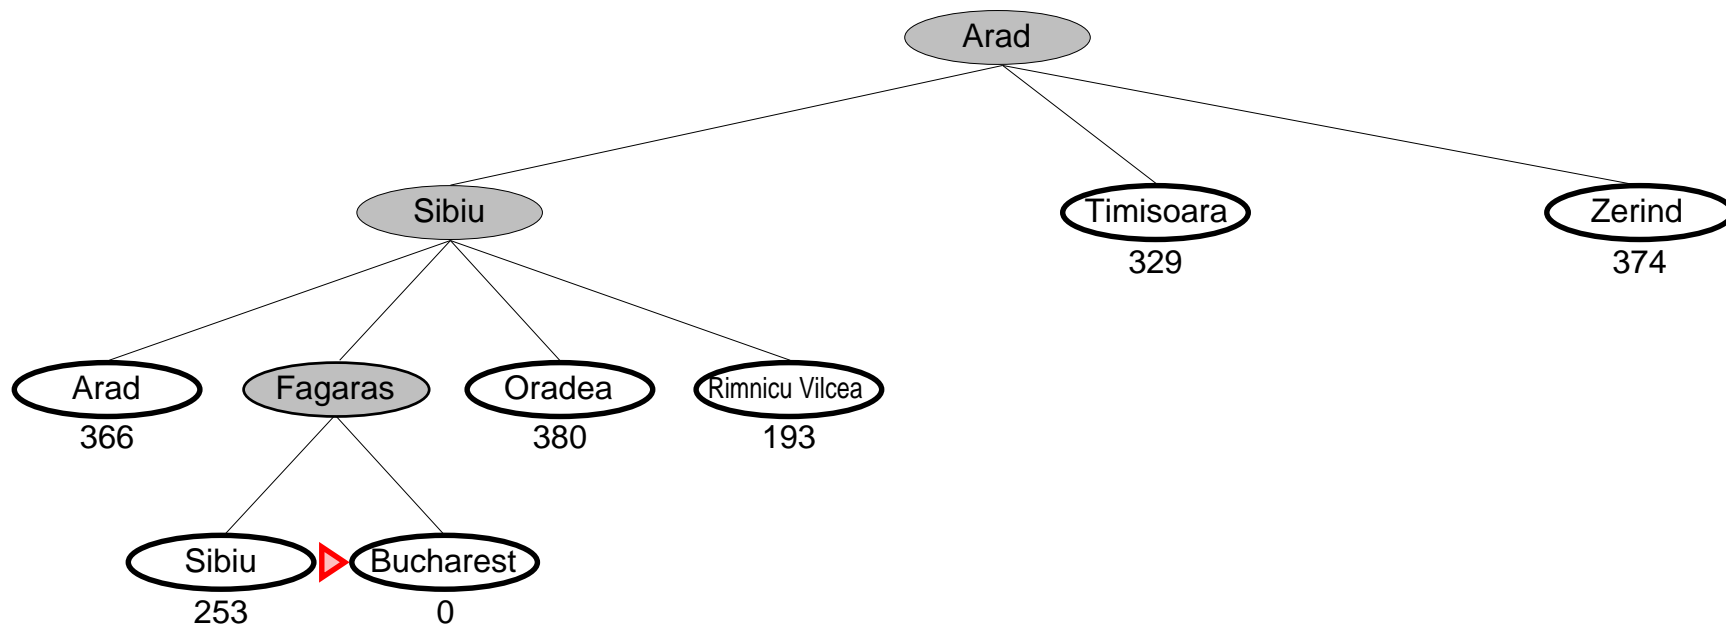 Arad
Sibiu
Timisoara
Zerind
329
374
Arad
Fagaras
Oradea
Rimnicu Vilcea
366
380
193
Sibiu
Bucharest
253
0